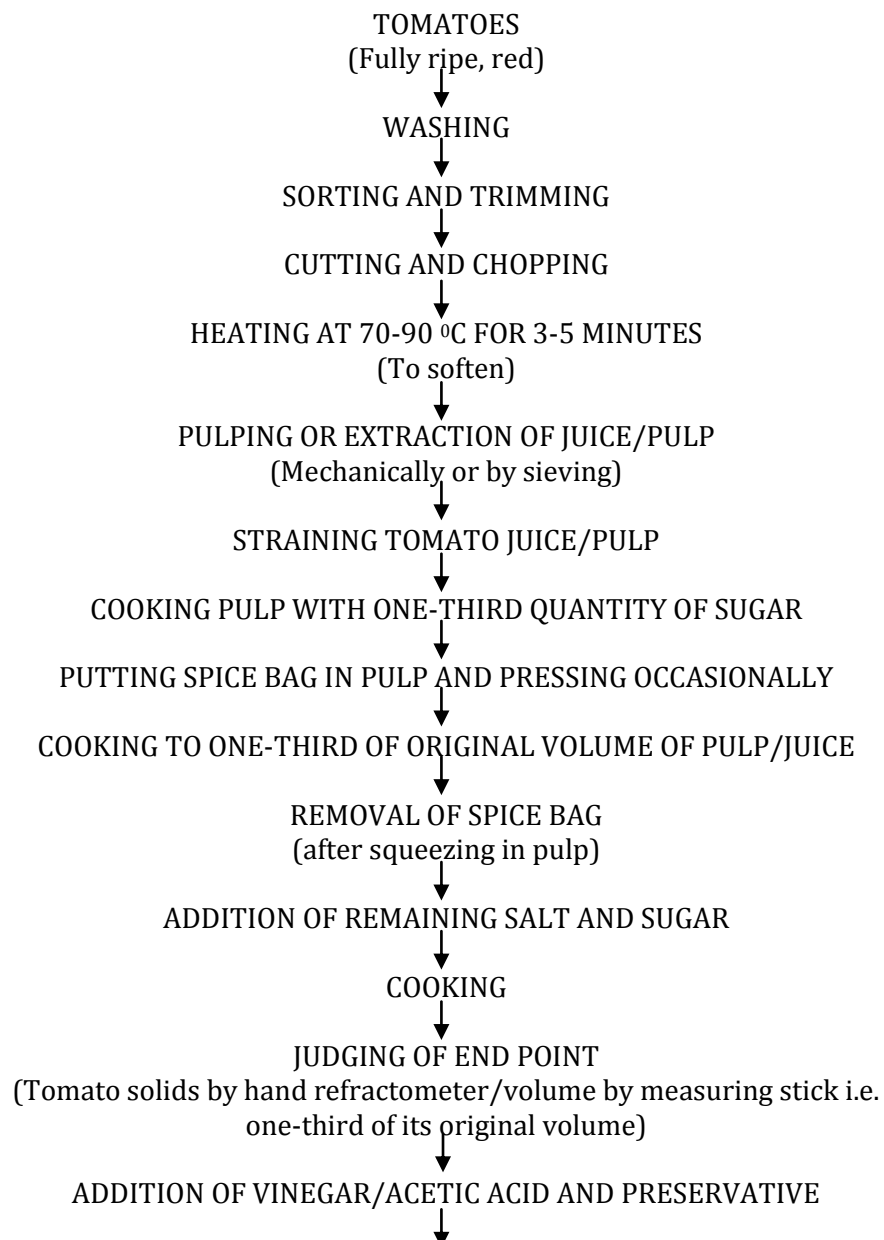 TOMATOES
(Fully ripe, red)
WASHING
SORTING AND TRIMMING
CUTTING AND CHOPPING
HEATING AT 70-90 ⁰C FOR 3-5 MINUTES
(To soften)
PULPING OR EXTRACTION OF JUICE/PULP
(Mechanically or by sieving)
STRAINING TOMATO JUICE/PULP
COOKING PULP WITH ONE-THIRD QUANTITY OF SUGAR
PUTTING SPICE BAG IN PULP AND PRESSING OCCASIONALLY
COOKING TO ONE-THIRD OF ORIGINAL VOLUME OF PULP/JUICE
REMOVAL OF SPICE BAG
(after squeezing in pulp)
ADDITION OF REMAINING SALT AND SUGAR
COOKING
JUDGING OF END POINT
(Tomato solids by hand refractometer/volume by measuring stick i.e.
one-third of its original volume)
ADDITION OF VINEGAR/ACETIC ACID AND PRESERVATIVE